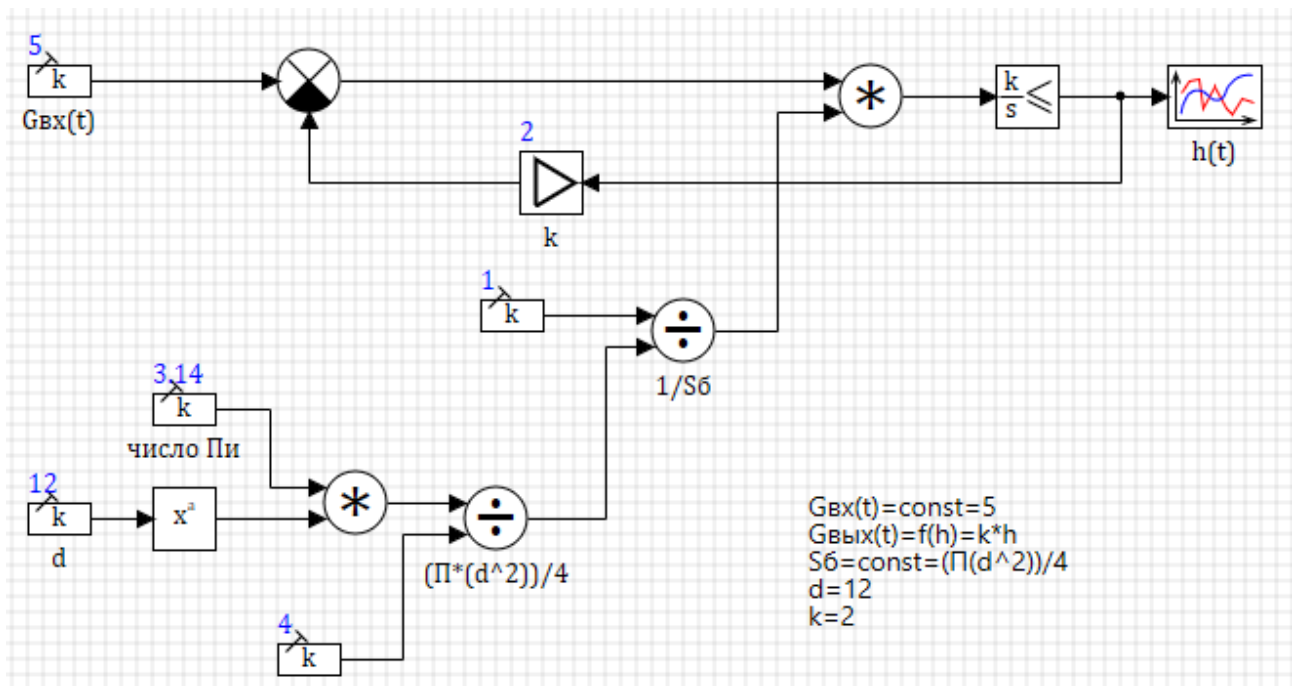 5
k
Gвх(t)
k
s
h(t)
2
k
1
k
1/Sб
3,14
k
число Пи
12
k
d
xᵃ
(П*(d^2))/4
4
k
Gвх(t)=const=5
Gвых(t)=f(h)=k*h
Sб=const=(П(d^2))/4
d=12
k=2